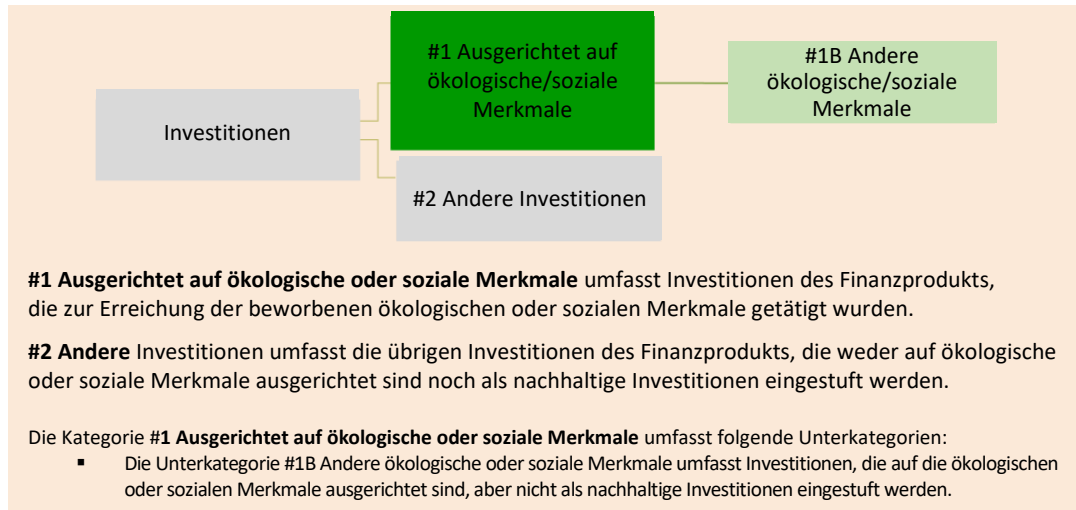 #1 Ausgerichtet auf
ökologische/soziale
Merkmale
#1B Andere
ökologische/soziale
Merkmale
Investitionen
#2 Andere Investitionen
#1 Ausgerichtet auf ökologische oder soziale Merkmale umfasst Investitionen des Finanzprodukts,
die zur Erreichung der beworbenen ökologischen oder sozialen Merkmale getätigt wurden.
#2 Andere Investitionen umfasst die übrigen Investitionen des Finanzprodukts, die weder auf ökologische
oder soziale Merkmale ausgerichtet sind noch als nachhaltige Investitionen eingestuft werden.
Die Kategorie #1 Ausgerichtet auf ökologische oder soziale Merkmale umfasst folgende Unterkategorien:
▪ Die Unterkategorie #1B Andere ökologische oder soziale Merkmale umfasst Investitionen, die auf die ökologischen
oder sozialen Merkmale ausgerichtet sind, aber nicht als nachhaltige Investitionen eingestuft werden.